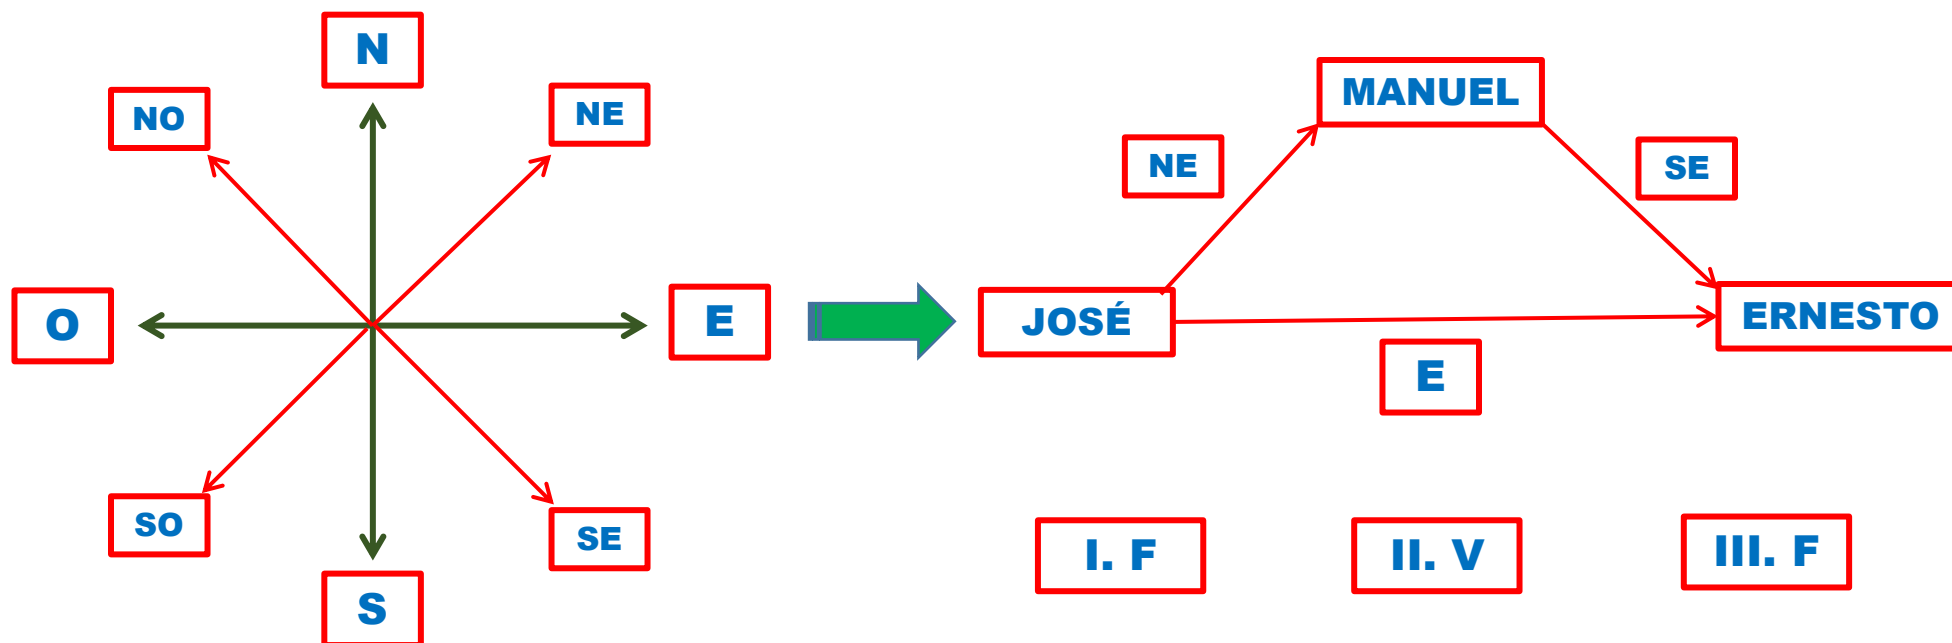 N
NO
NE
O
E
SO
SE
S
MANUEL
NE
SE
JOSÉ
ERNESTO
E
I. F
II. V
III. F